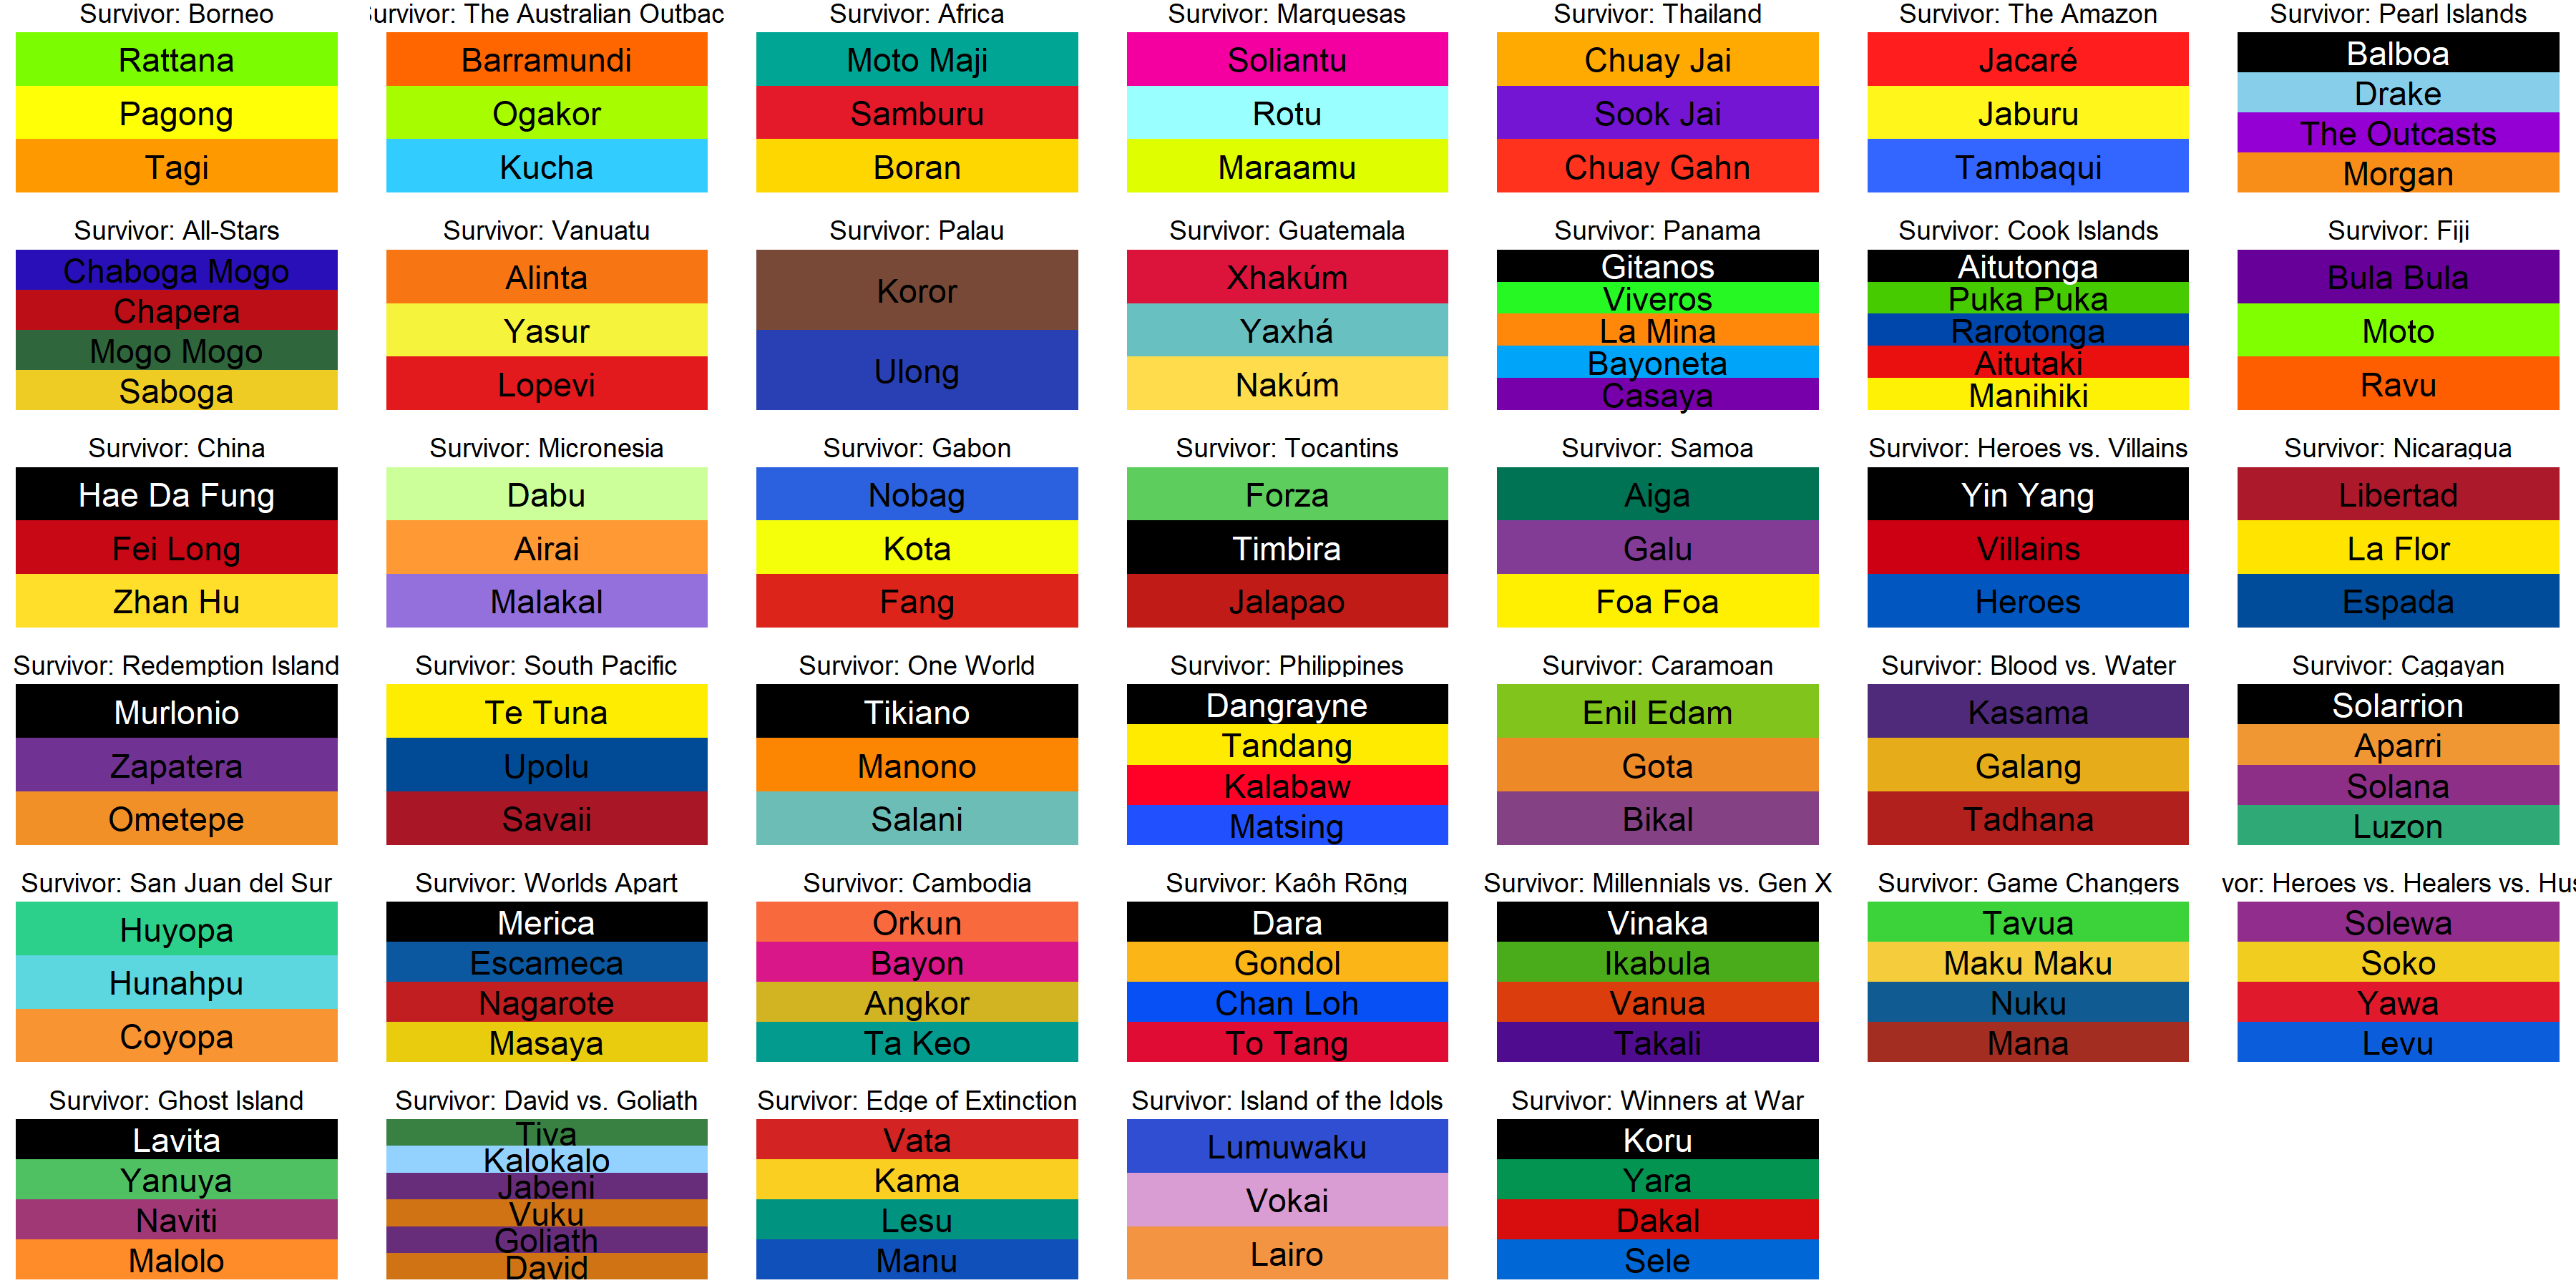 Survivor: Borneo
Rattana
Pagong
Tagi
Survivor: The Australian Outbac
Barramundi
Ogakor
Kucha
Survivor: Africa
Moto Maji
Samburu
Boran
Survivor: Marquesas
Soliantu
Rotu
Maraamu
Survivor: Thailand
Chuay Jai
Sook Jai
Chuay Gahn
Survivor: The Amazon
Jacaré
Jaburu
Tambaqui
Survivor: Pearl Islands
Balboa
Drake
The Outcasts
Morgan
Survivor: All-Stars
Chaboga Mogo
Chapera
Mogo Mogo
Saboga
Survivor: Vanuatu
Alinta
Yasur
Lopevi
Survivor: Palau
Koror
Ulong
Survivor: Guatemala
Xhakúm
Yaxhá
Nakúm
Survivor: Panama
Gitanos
Viveros
La Mina
Bayoneta
Casaya
Survivor: Cook Islands
Aitutonga
Puka Puka
Rarotonga
Aitutaki
Manihiki
Survivor: Fiji
Bula Bula
Moto
Ravu
Survivor: China
Hae Da Fung
Fei Long
Zhan Hu
Survivor: Micronesia
Dabu
Airai
Malakal
Survivor: Gabon
Nobag
Kota
Fang
Survivor: Tocantins
Forza
Timbira
Jalapao
Survivor: Samoa
Aiga
Galu
Foa Foa
Survivor: Heroes vs. Villains
Yin Yang
Villains
Heroes
Survivor: Nicaragua
Libertad
La Flor
Espada
Survivor: Redemption Island
Murlonio
Zapatera
Ometepe
Survivor: South Pacific
Te Tuna
Upolu
Savaii
Survivor: One World
Tikiano
Manono
Salani
Survivor: Philippines
Dangrayne
Tandang
Kalabaw
Matsing
Survivor: Caramoan
Enil Edam
Gota
Bikal
Survivor: Blood vs. Water
Kasama
Galang
Tadhana
Survivor: Cagayan
Solarrion
Aparri
Solana
Luzon
Survivor: San Juan del Sur
Huyopa
Hunahpu
Coyopa
Survivor: Worlds Apart
Merica
Escameca
Nagarote
Masaya
Survivor: Cambodia
Orkun
Bayon
Angkor
Ta Keo
Survivor: Kaôh Rōng
Dara
Gondol
Chan Loh
To Tang
Survivor: Millennials vs. Gen X
Vinaka
Ikabula
Vanua
Takali
Survivor: Game Changers
Tavua
Maku Maku
Nuku
Mana
vor: Heroes vs. Healers vs. Hus
Solewa
Soko
Yawa
Levu
Survivor: Ghost Island
Lavita
Yanuya
Naviti
Malolo
Survivor: David vs. Goliath
Tiva
Kalokalo
Jabeni
Vuku
Goliath
David
Survivor: Edge of Extinction
Vata
Kama
Lesu
Manu
Survivor: Island of the Idols
Lumuwaku
Vokai
Lairo
Survivor: Winners at War
Koru
Yara
Dakal
Sele